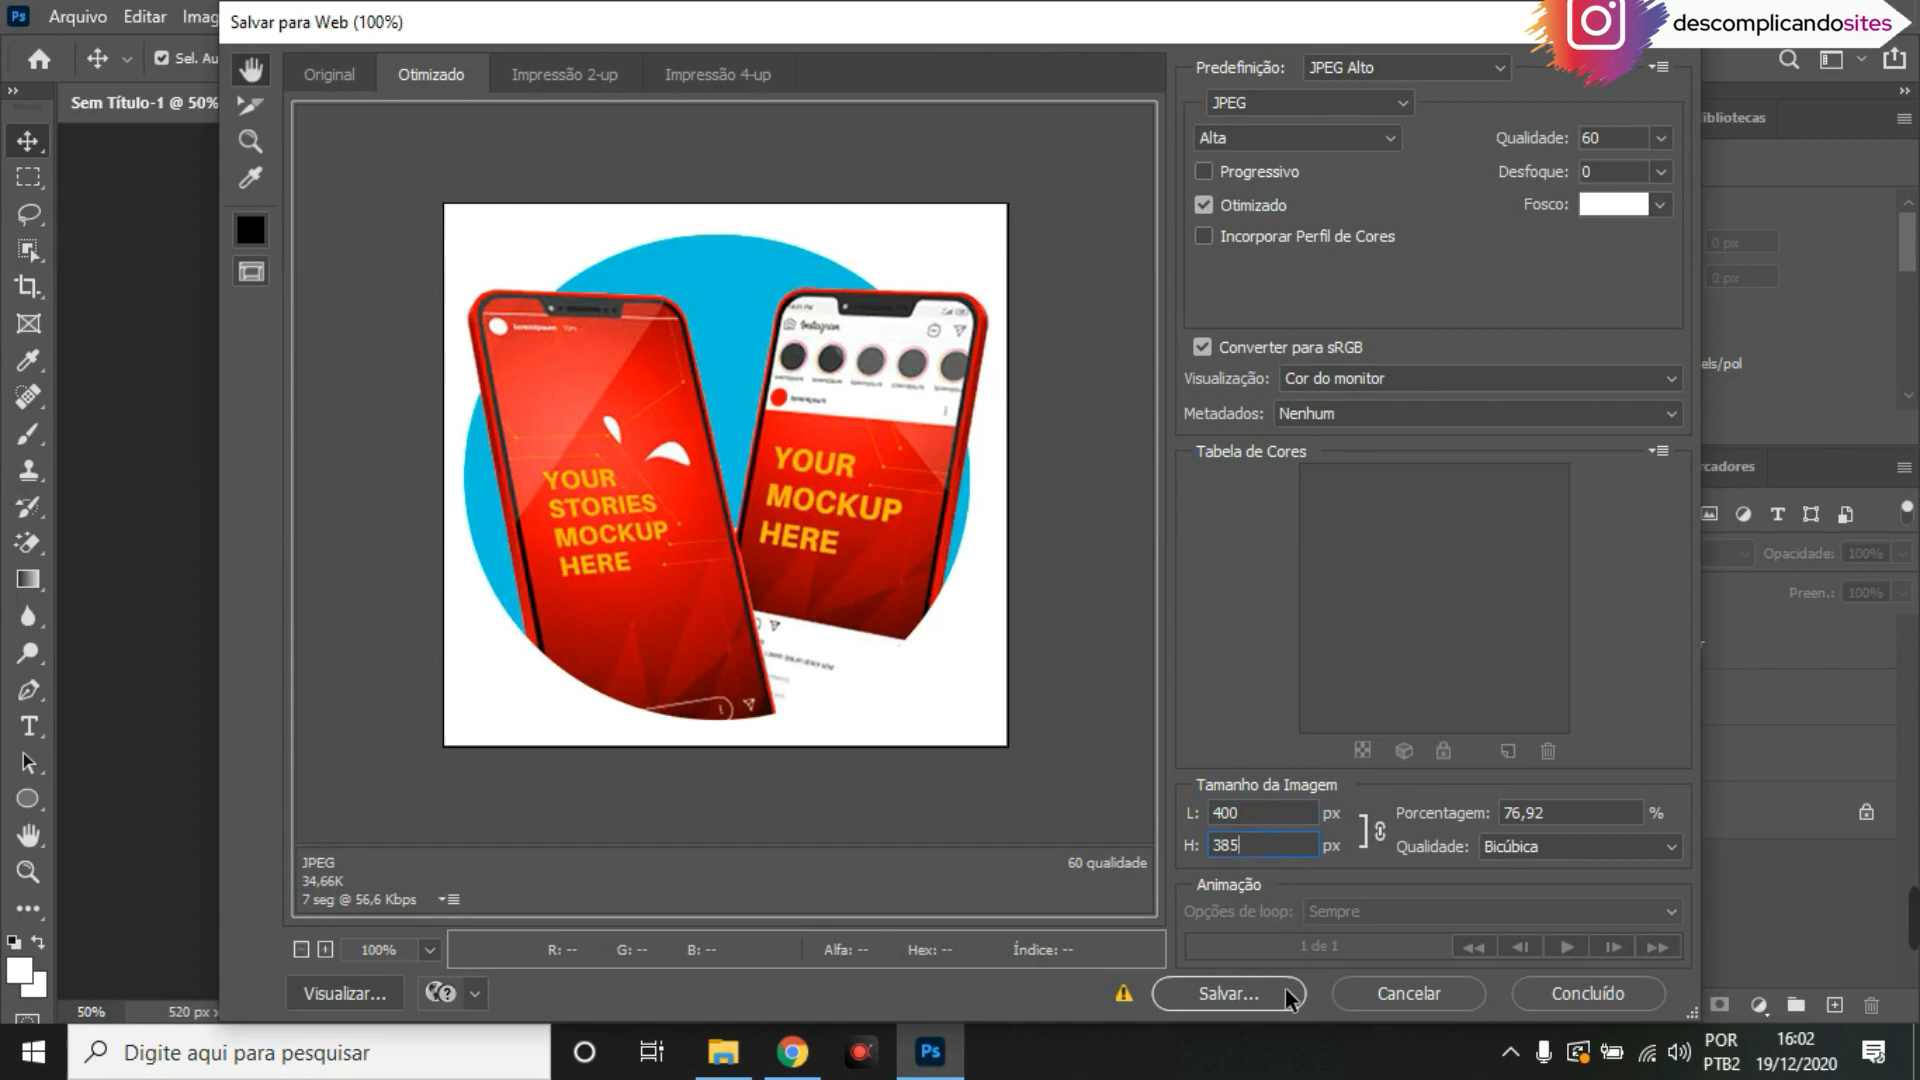 Ps Arquivo Editar Imag
Salvar para Web (100%)
descomplicandosites
Sel. Au
Sem Título-1 @ 50%
Original Otimizado Impressão 2-up Impressão 4-up
Predefinição: JPEG Alto
JPEG
Alta
Qualidade: 60
Progressivo
Desfoque: 0
Otimizado
Fosco:
Incorporar Perfil de Cores
Converter para sRGB
Visualização: Cor do monitor
Metadados: Nenhum
Tabela de Cores
ibliotecas
0 px
0 px
els/pol
rcadores
Opacidade: 100%
Preen.: 100%
Instagram
YOUR
STORIES
MOCKUP
HERE
YOUR
MOCKUP
HERE
Tamanho da Imagem
L: 400 px
Porcentagem: 76,92 %
H: 385 px
Qualidade: Bicúbica
Animação
Opções de loop: Sempre
1 de 1
JPEG
60 qualidade
34,66K
7 seg @ 56,6 Kbps
100%
R: -- G: -- B: -- Alfa: -- Hex: -- Índice: --
Visualizar...
Salvar... Cancelar Concluído
50% 520 px x
Digite aqui para pesquisar
Ps
POR
PTB2
16:02
19/12/2020